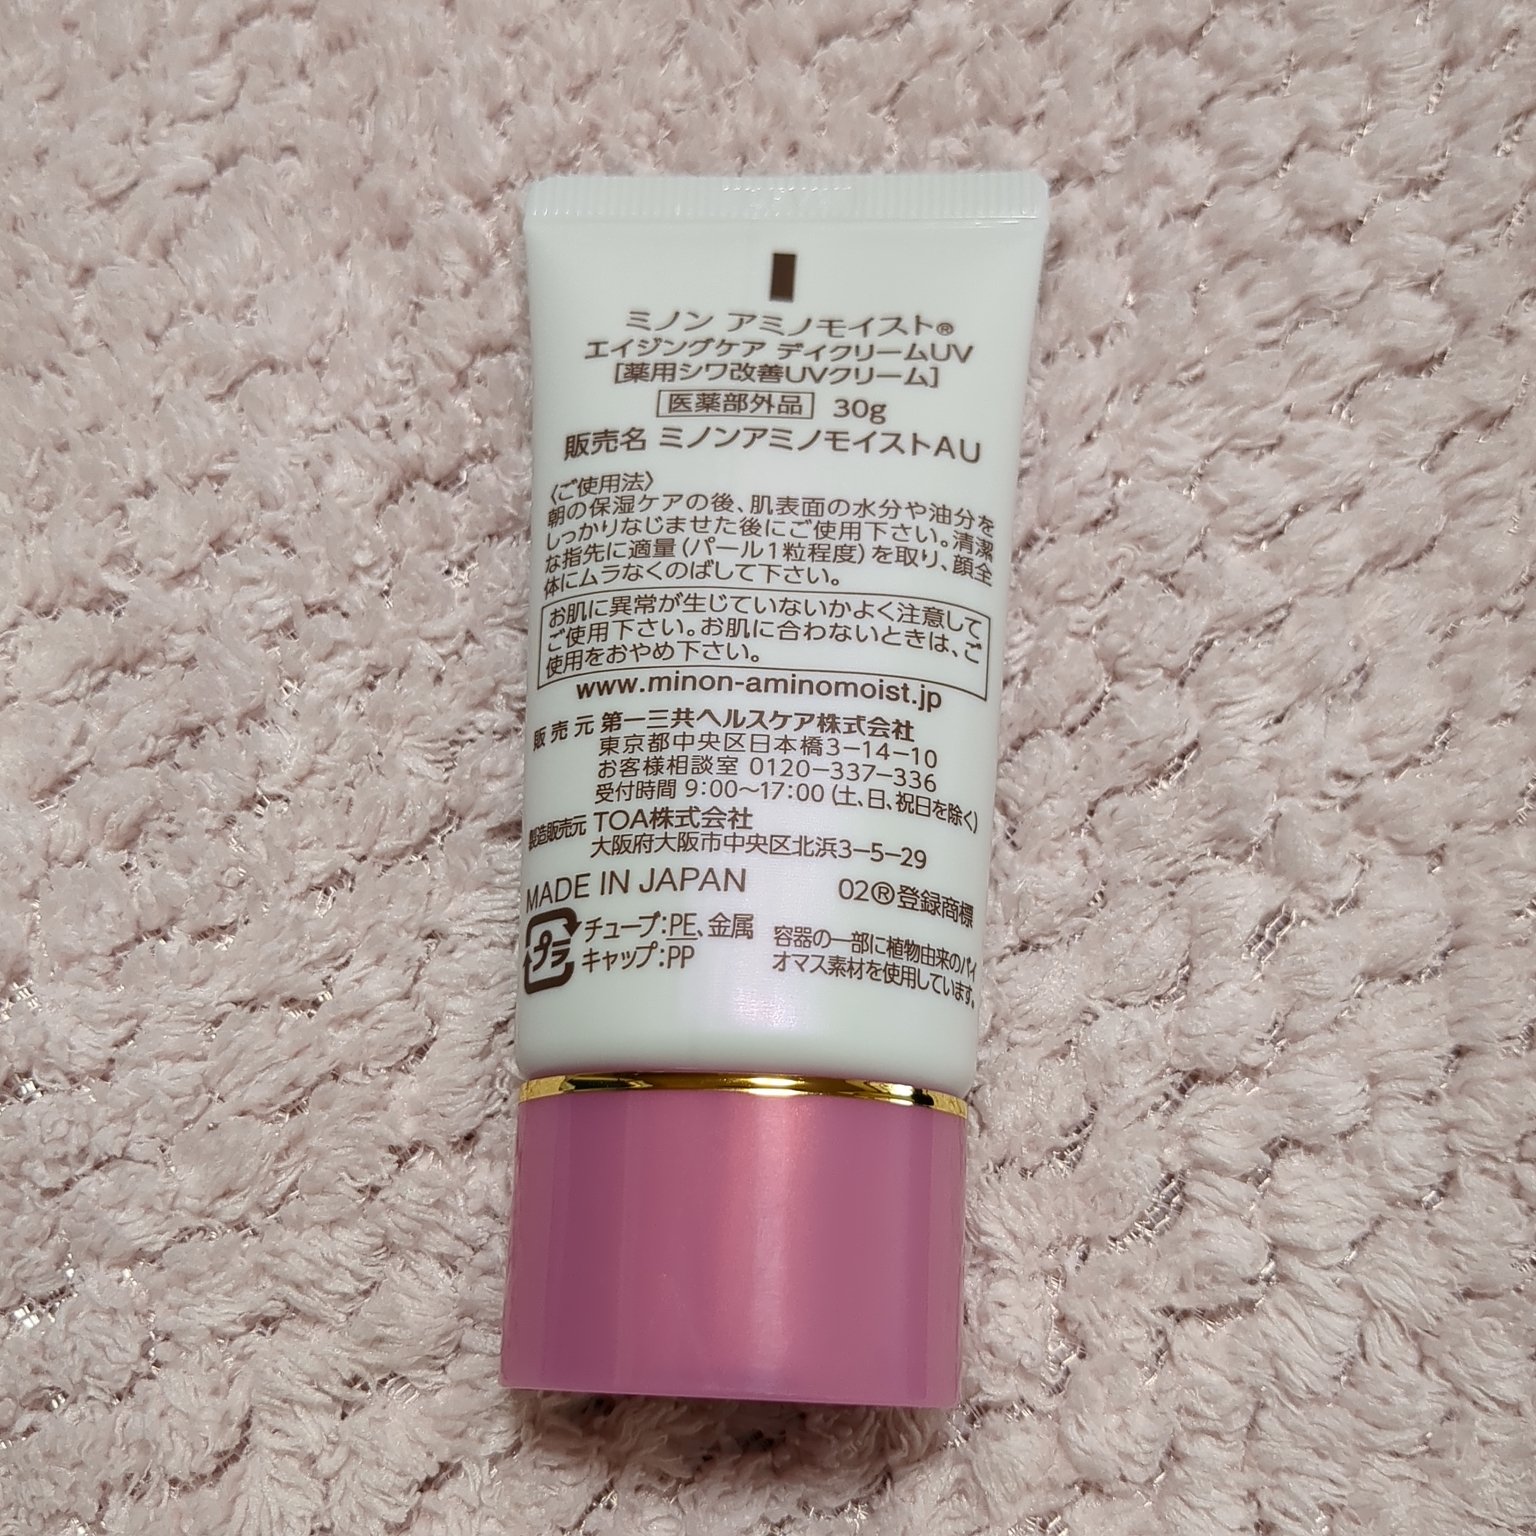 ミノン アミノモイスト®
エイジングケア デイクリームUV
[薬用シワ改善UVクリーム]
医薬部外品 30g
販売名 ミノンアミノモイストAU
〈ご使用法〉
朝の保湿ケアの後、肌表面の水分や油分を
しっかりなじませた後にご使用下さい。清潔
な指先に適量(パール1粒程度)を取り、顔全
体にムラなくのばして下さい。
お肌に異常が生じていないかよく注意して
ご使用下さい。お肌に合わないときは、ご
使用をおやめ下さい。
www.minon-aminomoist.jp
販売元 第一三共ヘルスケア株式会社
東京都中央区日本橋3-14-10
お客様相談室 0120-337-336
受付時間 9:00〜17:00(土、日、祝日を除く)
製造販売元 TOA株式会社
大阪府大阪市中央区北浜3-5-29
MADE IN JAPAN 02®登録商標
プラ
チューブ:PE、金属
キャップ:PP
容器の一部に植物由来のバイ
オマス素材を使用しています。